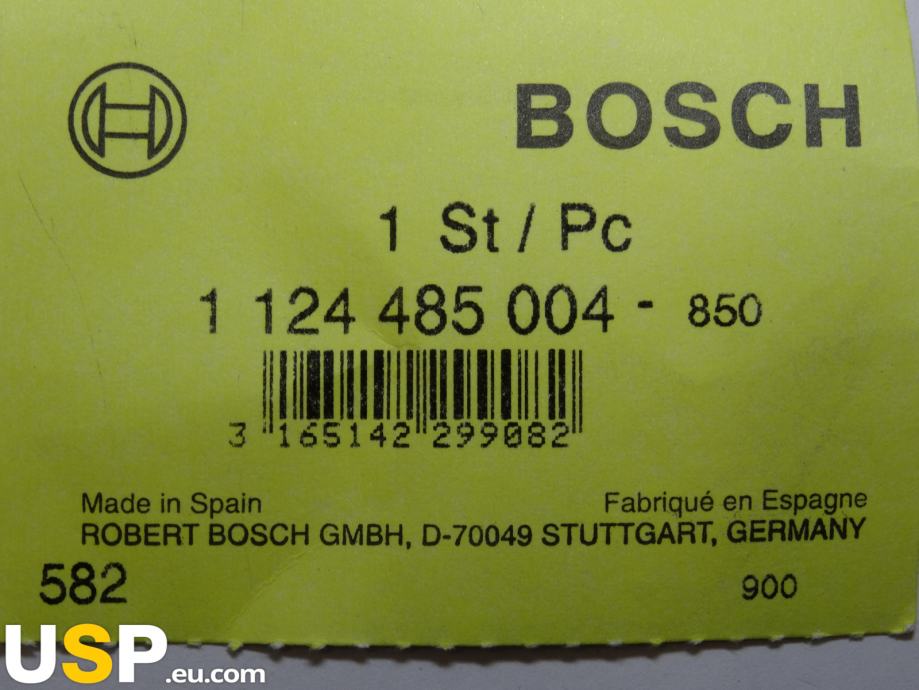 BOSCH
1 St / Pc
1 124 485 004 - 850
3 165142 299082
Made in Spain Fabriqué en Espagne
ROBERT BOSCH GMBH, D-70049 STUTTGART, GERMANY
582 900
USP.eu.com